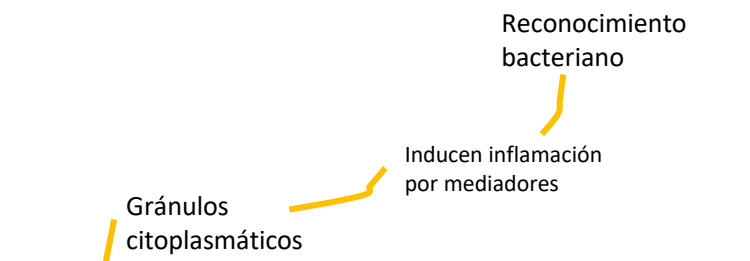 Reconocimiento
bacteriano
Inducen inflamación
por mediadores
Gránulos
citoplasmáticos